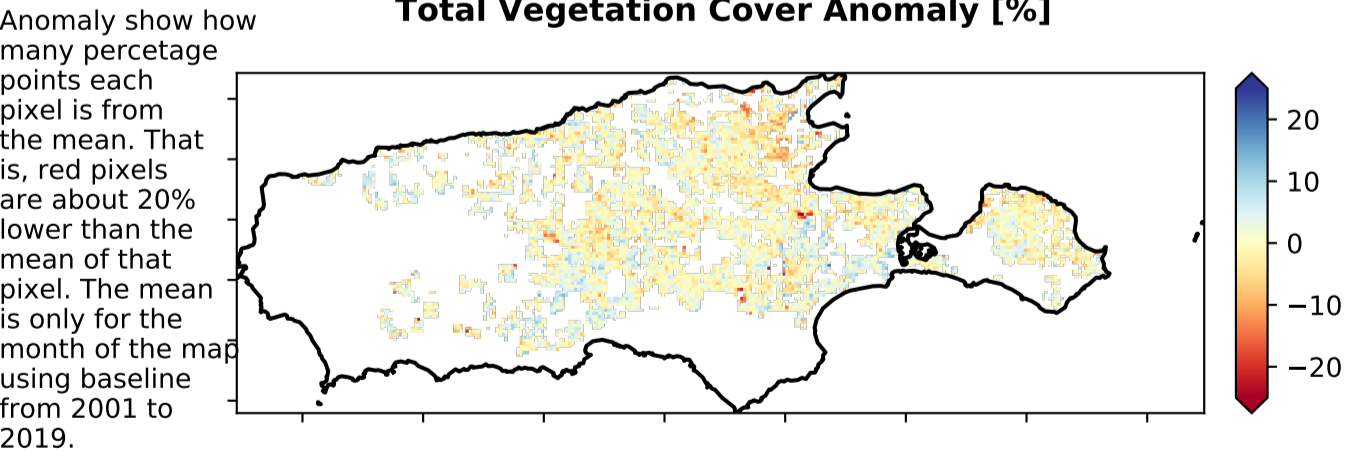 Total Vegetation Cover Anomaly [%]
Anomaly show how
many percetage
points each
pixel is from
the mean. That
is, red pixels
are about 20%
lower than the
mean of that
pixel. The mean
is only for the
month of the map
using baseline
from 2001 to
2019.
20
10
0
−10
−20